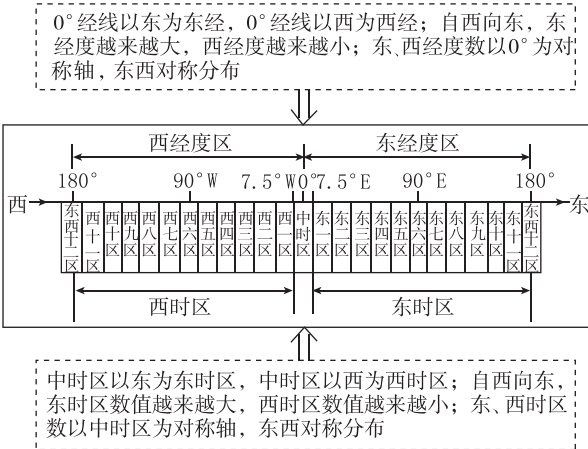 0°经线以东为东经，0°经线以西为西经；自西向东，东
经度越来越大，西经度越来越小；东、西经度数以0°为对
称轴，东西对称分布
西经度区 东经度区
180° 90°W 7.5°W0°7.5°E 90°E 180°
西 东
东西十二区 西十一区 西十区 西九区 西八区 西七区 西六区 西五区 西四区 西三区 西二区 西一区 中时区 东一区 东二区 东三区 东四区 东五区 东六区 东七区 东八区 东九区 东十区 东十一区 东西十二区
西时区 东时区
中时区以东为东时区，中时区以西为西时区；自西向东，
东时区数值越来越大，西时区数值越来越小；东、西时区
数以中时区为对称轴，东西对称分布